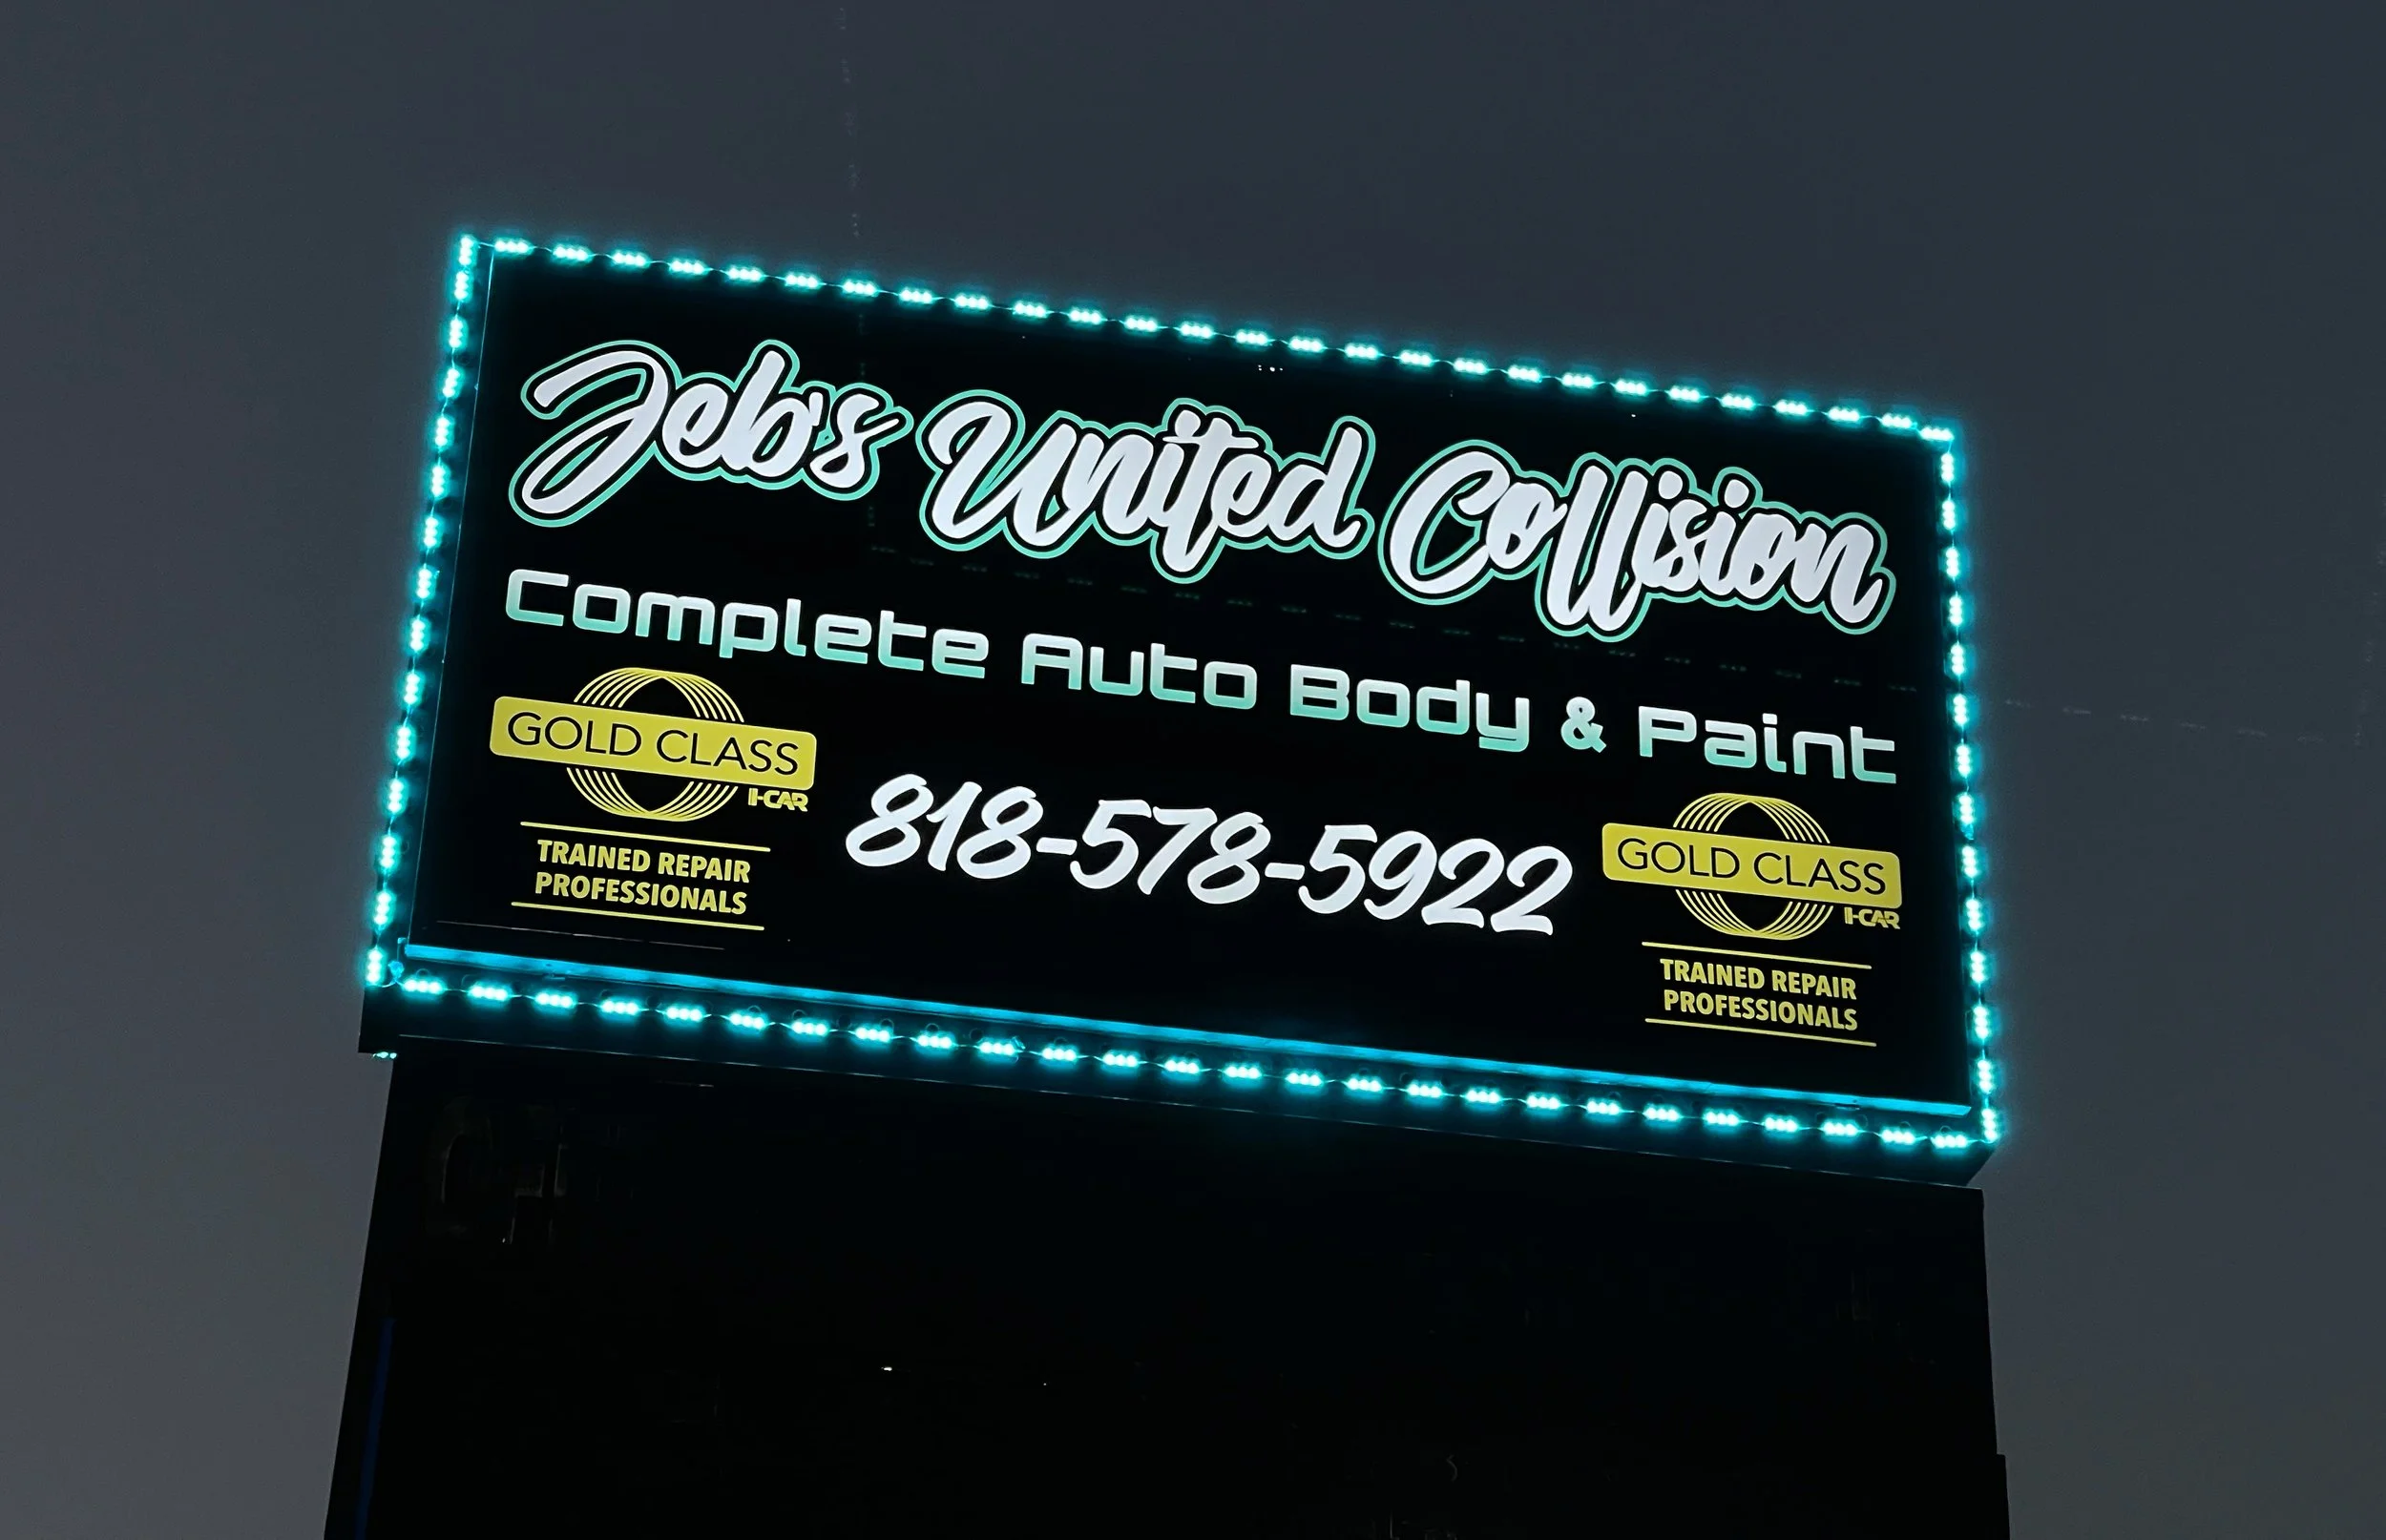 Jeb's United Collision
Complete Auto Body & Paint
GOLD CLASS
I-CAR
TRAINED REPAIR
PROFESSIONALS
818-578-5922
GOLD CLASS
I-CAR
TRAINED REPAIR
PROFESSIONALS